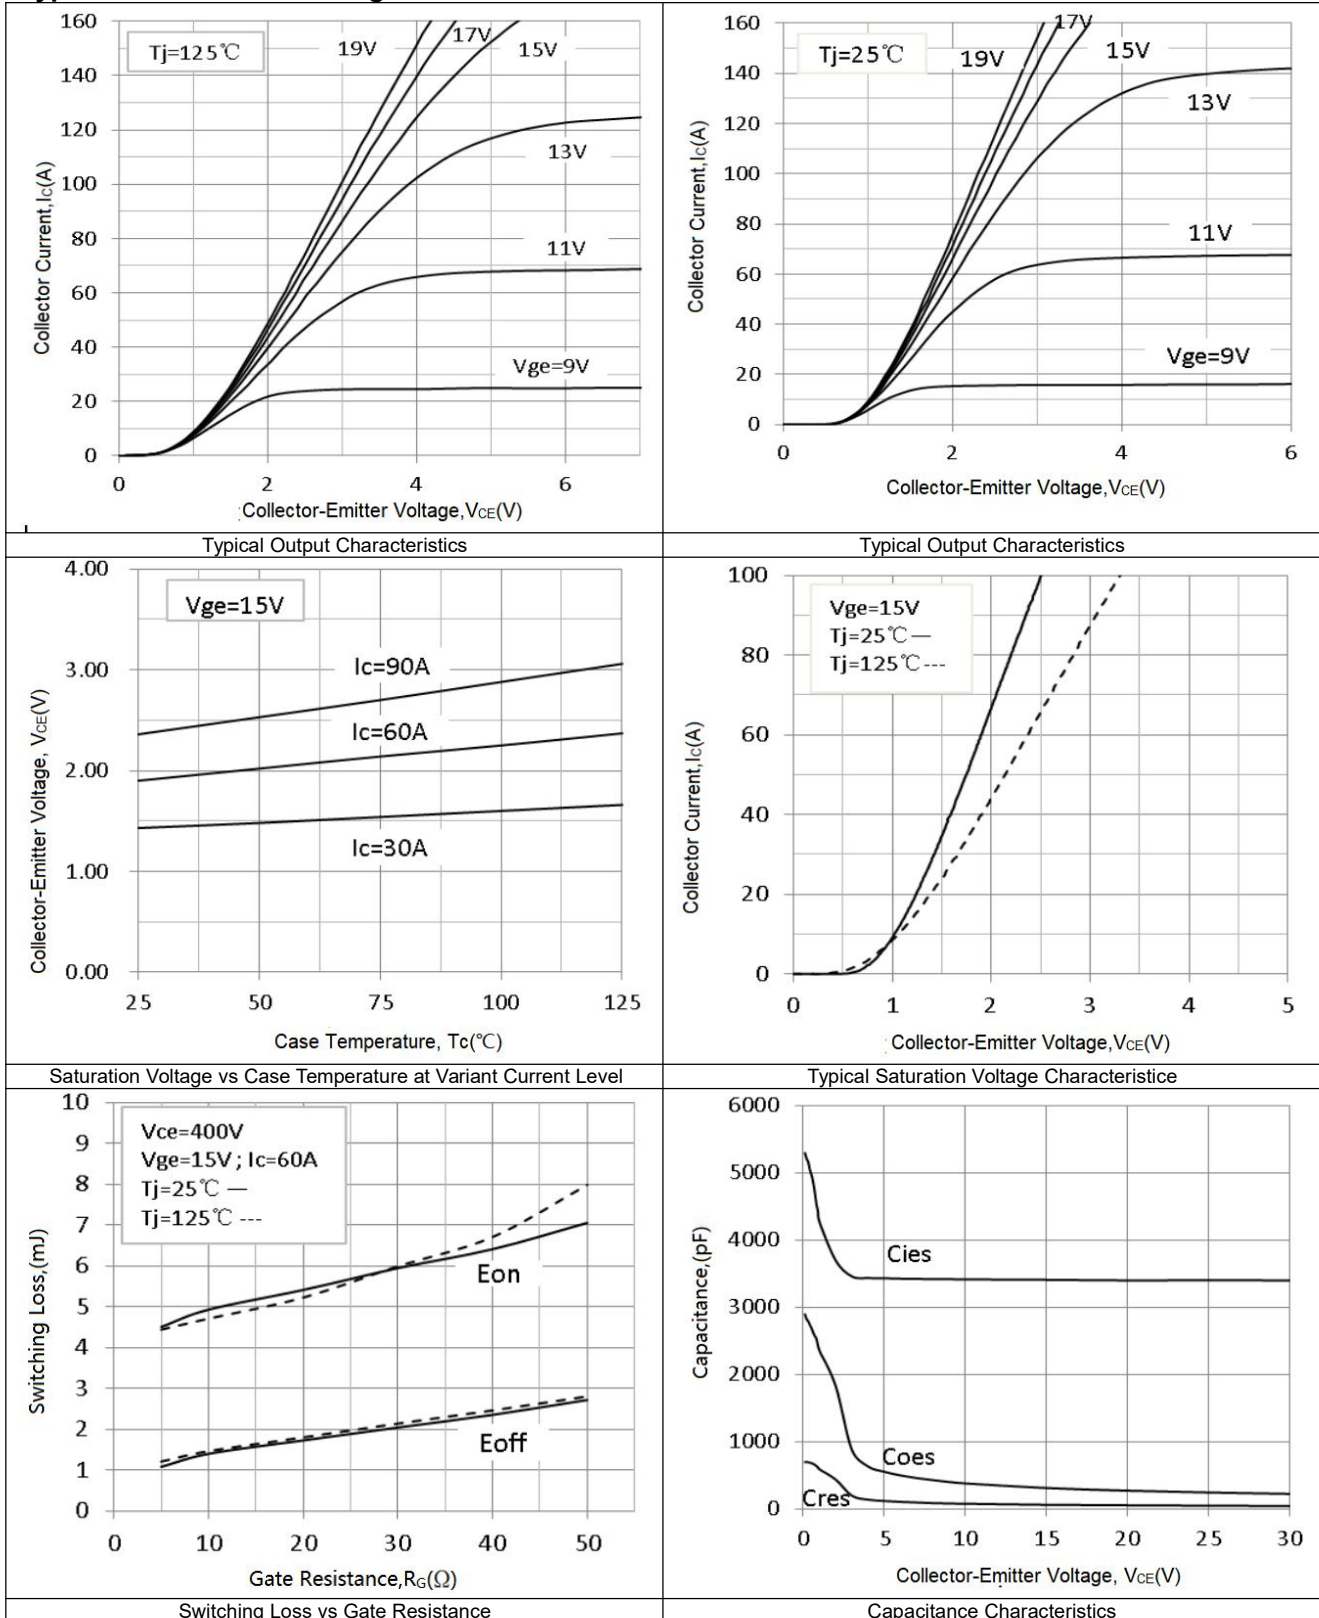 160
140
120
100
80
60
40
20
0
Tj=125℃
19V
17V
15V
13V
11V
Vge=9V
0 2 4 6
Collector Current,Ic(A)
Collector-Emitter Voltage,VCE(V)
Typical Output Characteristics
160
140
120
100
80
60
40
20
0
Tj=25℃
19V
17V
15V
13V
11V
Vge=9V
0 2 4 6
Collector Current,Ic(A)
Collector-Emitter Voltage,VCE(V)
Typical Output Characteristics
4.00
3.00
2.00
1.00
0.00
Vge=15V
Ic=90A
Ic=60A
Ic=30A
25 50 75 100 125
Collector-Emitter Voltage, VCE(V)
Case Temperature, Tc(℃)
Saturation Voltage vs Case Temperature at Variant Current Level
100
80
60
40
20
0
Vge=15V
Tj=25℃ —
Tj=125℃ ---
0 1 2 3 4 5
Collector Current,Ic(A)
Collector-Emitter Voltage,VCE(V)
Typical Saturation Voltage Characteristice
10
9
8
7
6
5
4
3
2
1
0
Vce=400V
Vge=15V ; Ic=60A
Tj=25℃ —
Tj=125℃ ---
Eon
Eoff
0 10 20 30 40 50
Switching Loss,(mJ)
Gate Resistance,RG(Ω)
Switching Loss vs Gate Resistance
6000
5000
4000
3000
2000
1000
0
Cies
Coes
Cres
0 5 10 15 20 25 30
Capacitance,(pF)
Collector-Emitter Voltage, VCE(V)
Capacitance Characteristics